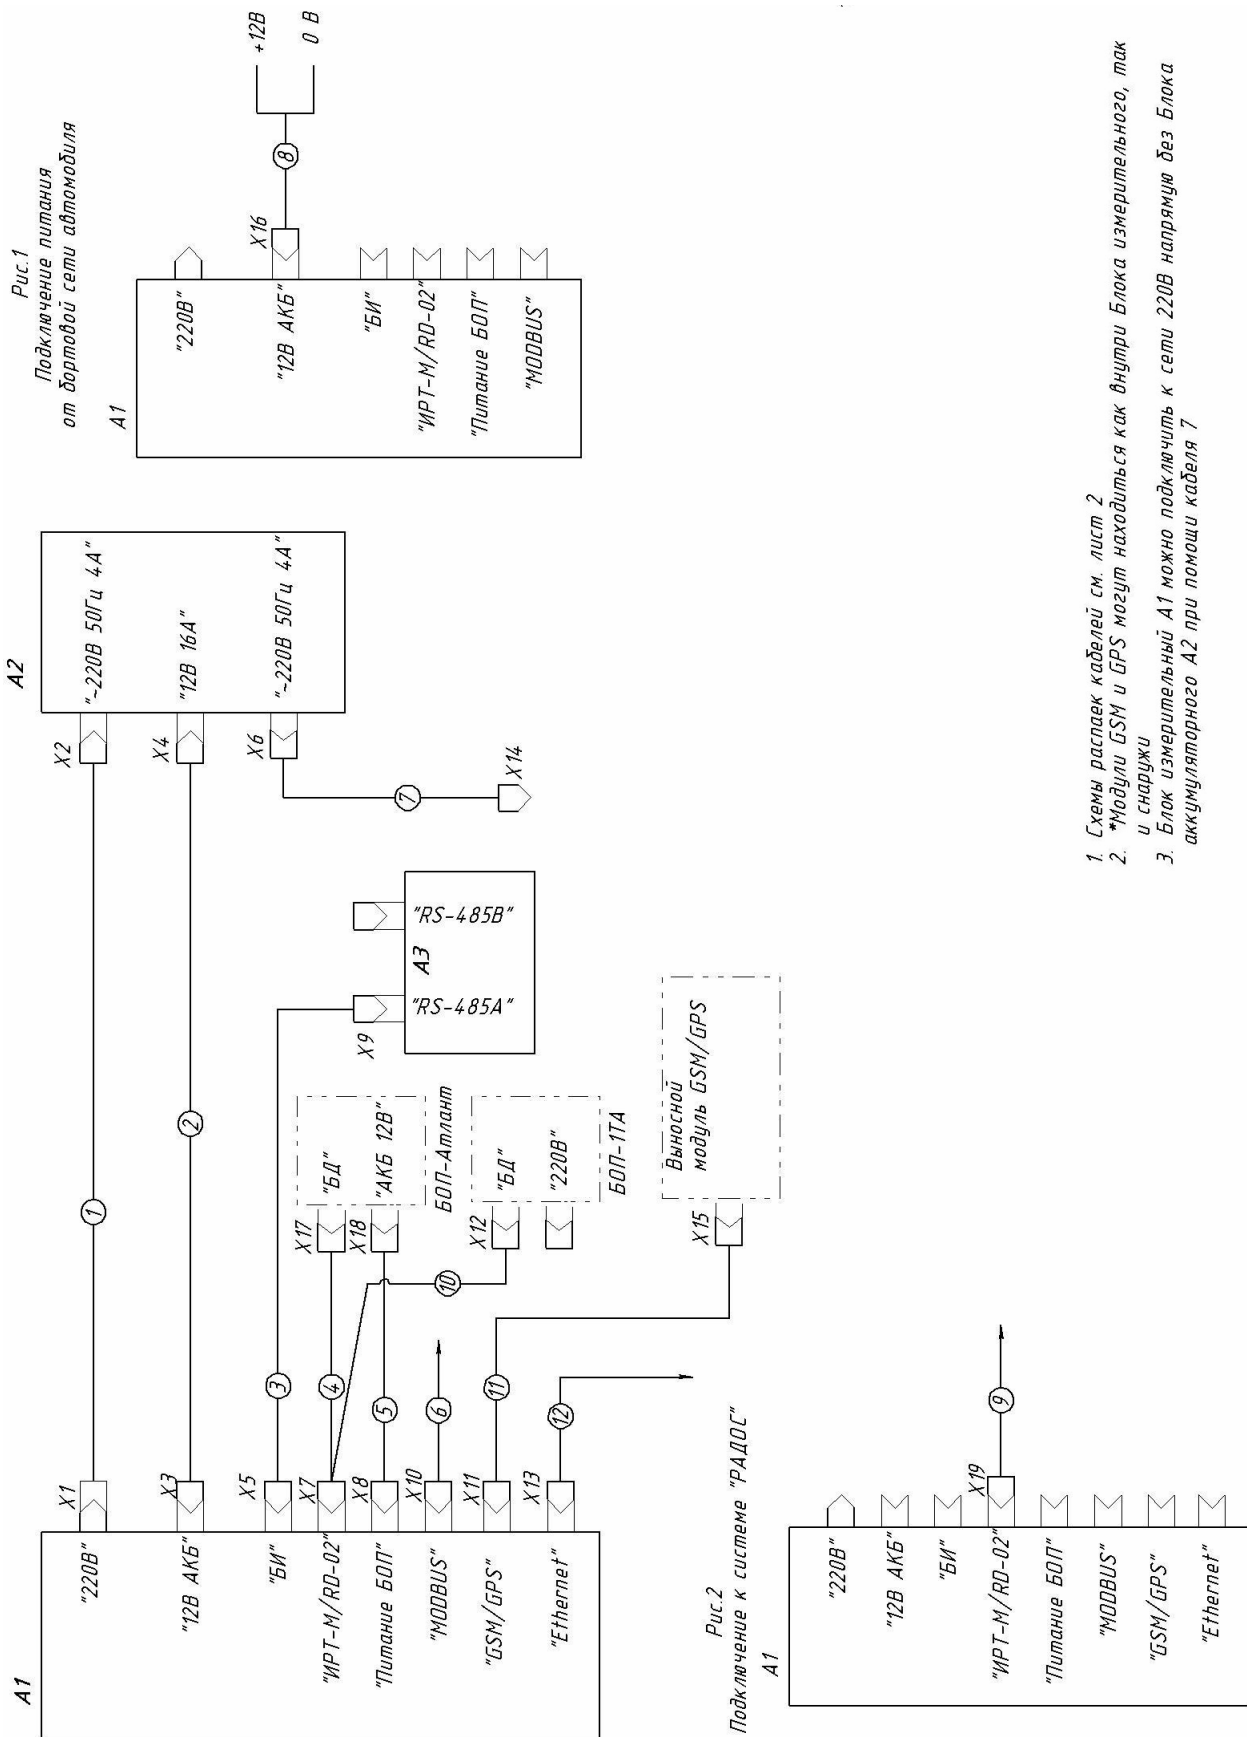 А1
"220В"
"12В АКБ"
"БИ"
"ИРТ-М/RD-02"
"Питание БОП"
"MODBUS"
"GSM/GPS"
"Ethernet"
X1
X3
X5
X7
X8
X10
X11
X13
1
2
3
4
5
6
7
10
11
12
X2
X4
X6
А2
"~220В 50Гц 4А"
"12В 16А"
"~220В 50Гц 4А"
X14
X9
"RS-485A"
"RS-485B"
А3
X17
X18
"БД"
"АКБ 12В"
БОП-Атлант
X12
"БД"
"220В"
БОП-1ТА
X15
Выносной
модуль GSM/GPS
Рис.1
Подключение питания
от бортовой сети автомобиля
А1
"220В"
"12В АКБ"
"БИ"
"ИРТ-М/RD-02"
"Питание БОП"
"MODBUS"
X16
8
+12В
0 В
Рис.2
Подключение к системе "РАДОС"
А1
"220В"
"12В АКБ"
"БИ"
"ИРТ-М/RD-02"
"Питание БОП"
"MODBUS"
"GSM/GPS"
"Ethernet"
X19
9
1. Схемы распаек кабелей см. лист 2
2. *Модули GSM и GPS могут находиться как внутри Блока измерительного, так
и снаружи
3. Блок измерительный А1 можно подключить к сети 220В напрямую без Блока
аккумуляторного А2 при помощи кабеля 7